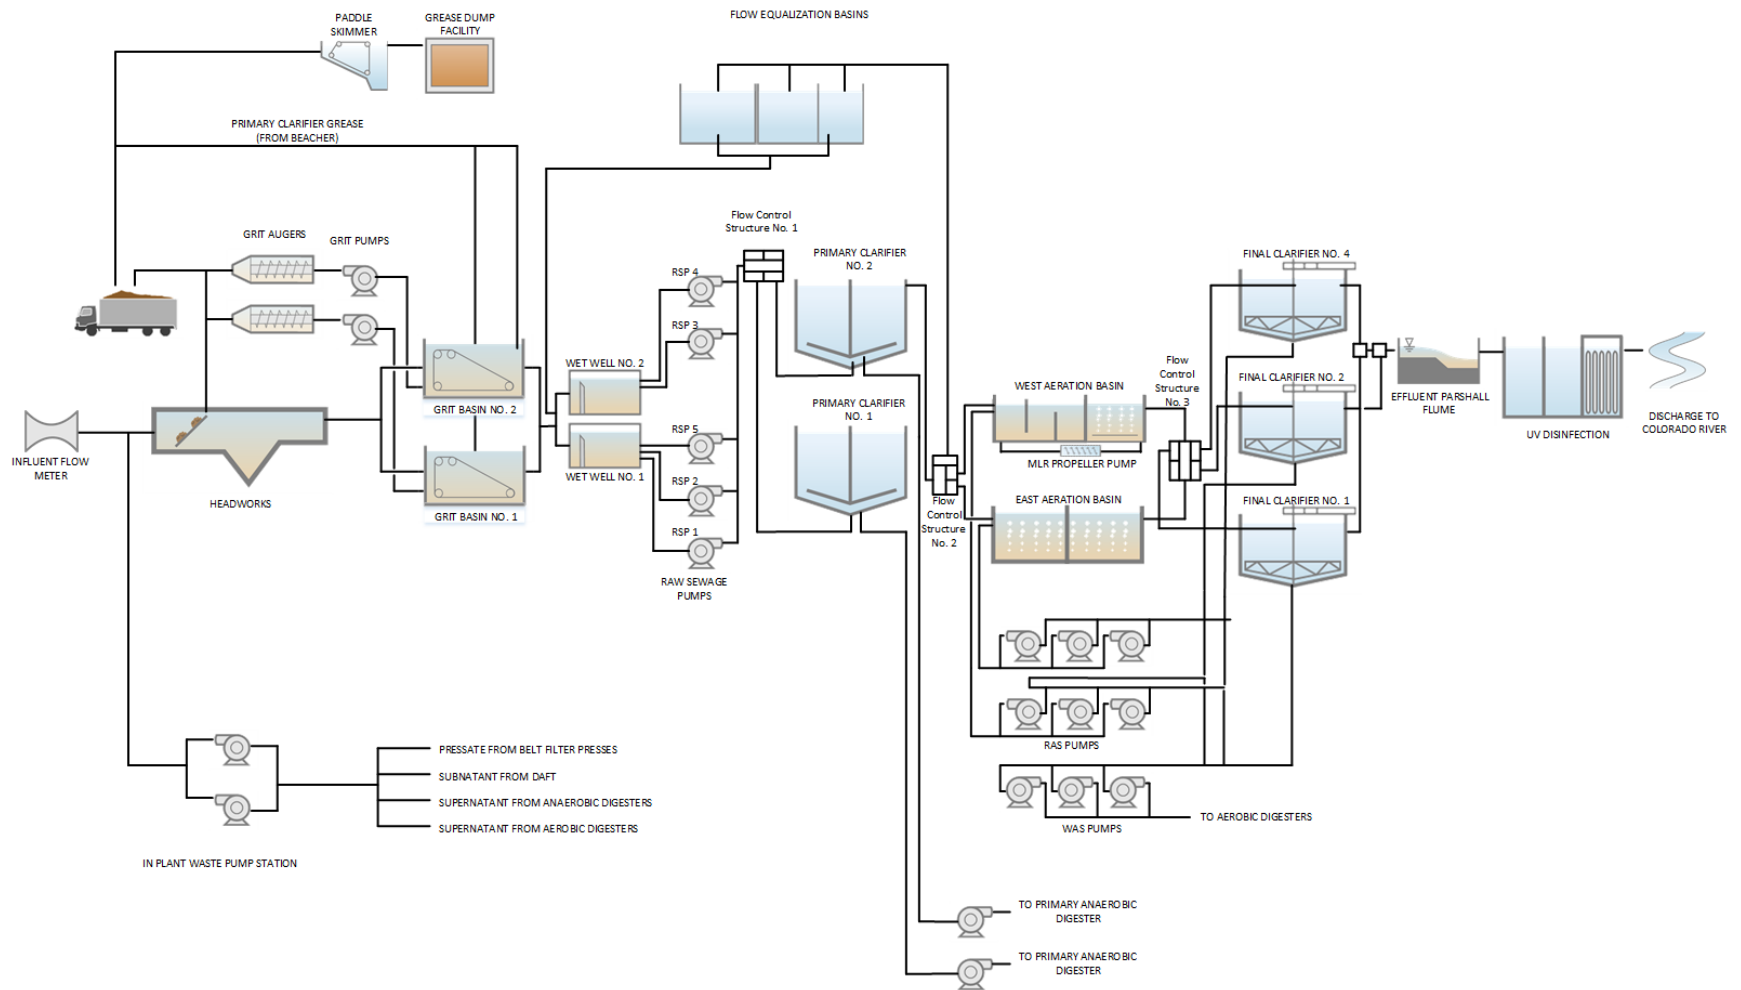 PADDLE
SKIMMER
GREASE DUMP
FACILITY
FLOW EQUALIZATION BASINS
PRIMARY CLARIFIER GREASE
(FROM BEACHER)
GRIT AUGERS
GRIT PUMPS
Flow Control
Structure No. 1
RSP 4
RSP 3
PRIMARY CLARIFIER
NO. 2
FINAL CLARIFIER NO. 4
WET WELL NO. 2
WEST AERATION BASIN
Flow
Control
Structure
No. 3
FINAL CLARIFIER NO. 2
EFFLUENT PARSHALL
FLUME
UV DISINFECTION
DISCHARGE TO
COLORADO RIVER
GRIT BASIN NO. 2
PRIMARY CLARIFIER
NO. 1
INFLUENT FLOW
METER
HEADWORKS
GRIT BASIN NO. 1
WET WELL NO. 1
RSP 5
RSP 2
RSP 1
RAW SEWAGE
PUMPS
MLR PROPELLER PUMP
EAST AERATION BASIN
Flow
Control
Structure
No. 2
FINAL CLARIFIER NO. 1
RAS PUMPS
PRESSATE FROM BELT FILTER PRESSES
SUBNATANT FROM DAFT
SUPERNATANT FROM ANAEROBIC DIGESTERS
SUPERNATANT FROM AEROBIC DIGESTERS
WAS PUMPS
TO AEROBIC DIGESTERS
IN PLANT WASTE PUMP STATION
TO PRIMARY ANAEROBIC
DIGESTER
TO PRIMARY ANAEROBIC
DIGESTER